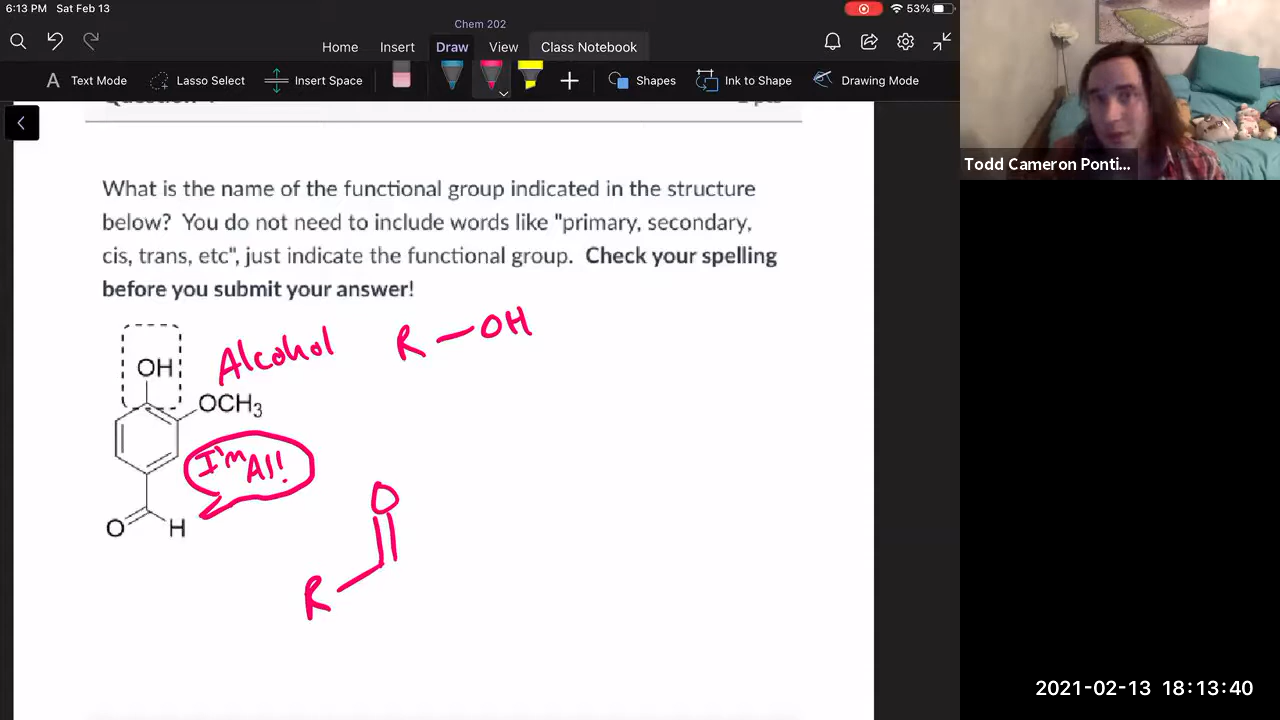 6:13 PM Sat Feb 13
Chem 202
53%
Home Insert Draw View Class Notebook
Text Mode Lasso Select Insert Space Shapes Ink to Shape Drawing Mode
What is the name of the functional group indicated in the structure
below? You do not need to include words like "primary, secondary,
cis, trans, etc", just indicate the functional group. Check your spelling
before you submit your answer!
OH
Alcohol
R-OH
OCH3
I'm Al!
O H
O
R
Todd Cameron Ponti...
2021-02-13 18:13:40